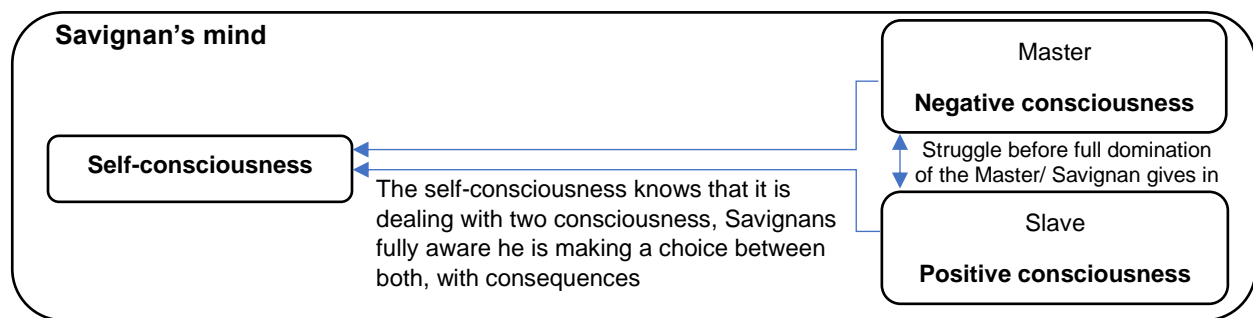 Savignan’s mind
Master
Negative consciousness
Self-consciousness
Struggle before full domination
of the Master/ Savignan gives in
The self-consciousness knows that it is
dealing with two consciousness, Savignans
fully aware he is making a choice between
both, with consequences
Slave
Positive consciousness